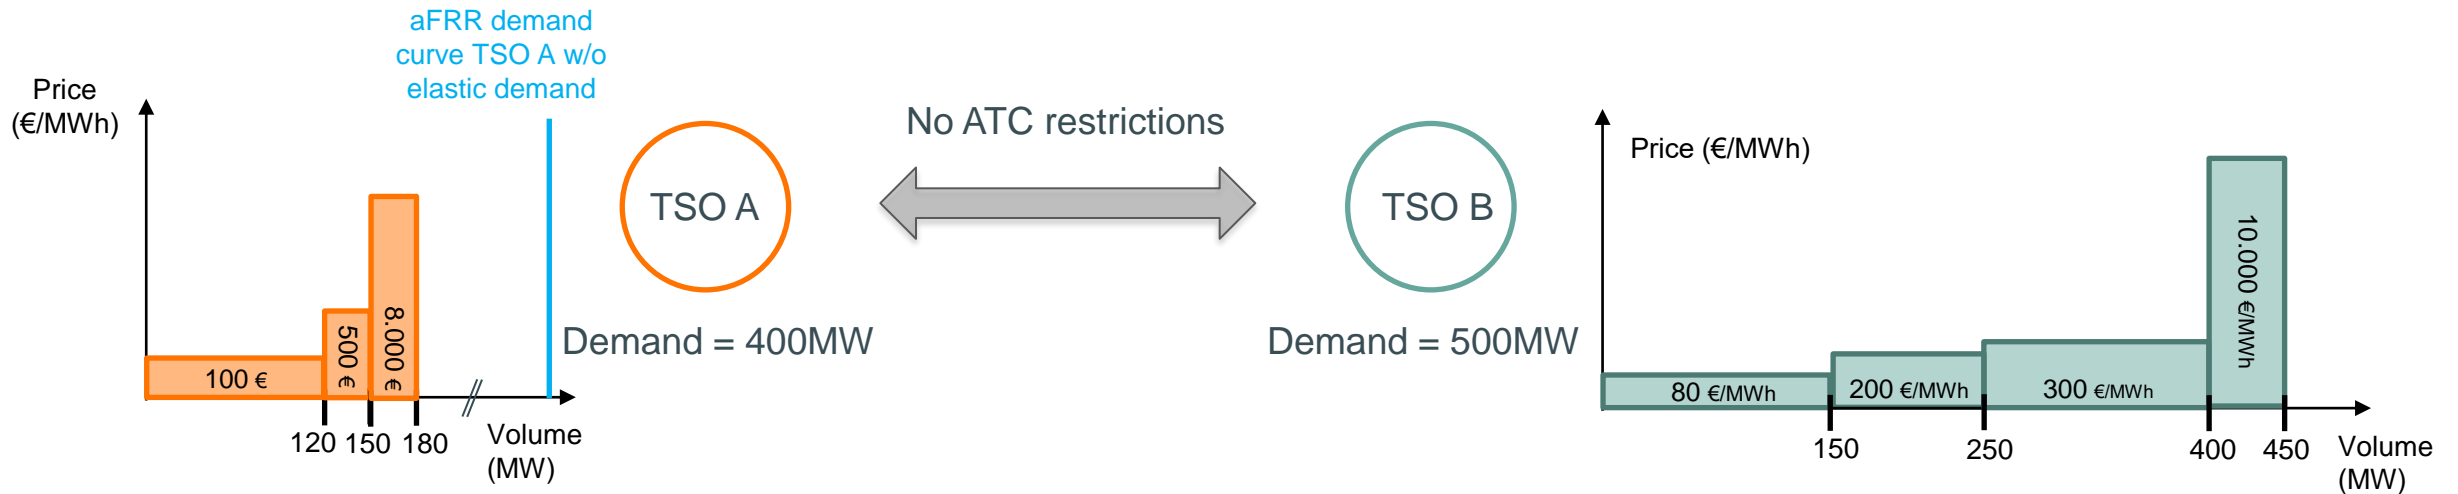 aFRR demand
curve TSO A w/o
elastic demand
Price
(€/MWh)
100 €
500 €
8.000 €
120 150 180
Volume
(MW)
TSO A
Demand = 400MW
No ATC restrictions
TSO B
Demand = 500MW
Price (€/MWh)
80 €/MWh
200 €/MWh
300 €/MWh
10.000 €/MWh
150 250 400 450
Volume
(MW)